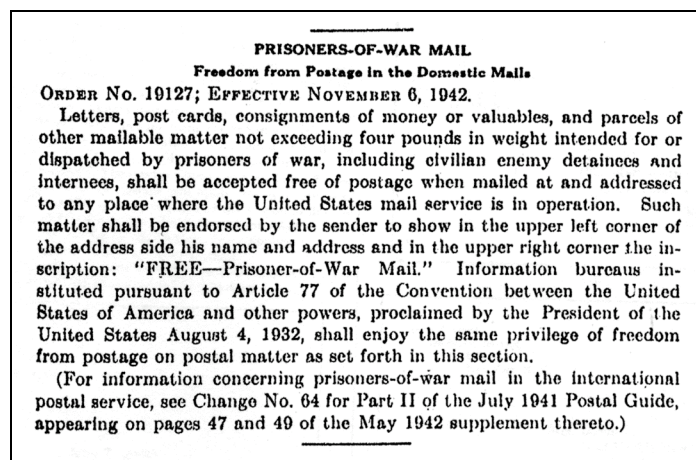 PRISONERS-OF-WAR MAIL
Freedom from Postage in the Domestic Mails
ORDER NO. 19127; EFFECTIVE NOVEMBER 6, 1942.
Letters, post cards, consignments of money or valuables, and parcels of
other mailable matter not exceeding four pounds in weight intended for or
dispatched by prisoners of war, including civilian enemy detainees and
internees, shall be accepted free of postage when mailed at and addressed
to any place where the United States mail service is in operation. Such
matter shall be endorsed by the sender to show in the upper left corner of
the address side his name and address and in the upper right corner the in-
scription: "FREE—Prisoner-of-War Mail." Information bureaus in-
stituted pursuant to Article 77 of the Convention between the United
States of America and other powers, proclaimed by the President of the
United States August 4, 1932, shall enjoy the same privilege of freedom
from postage on postal matter as set forth in this section.
(For information concerning prisoners-of-war mail in the international
postal service, see Change No. 64 for Part II of the July 1941 Postal Guide,
appearing on pages 47 and 49 of the May 1942 supplement thereto.)